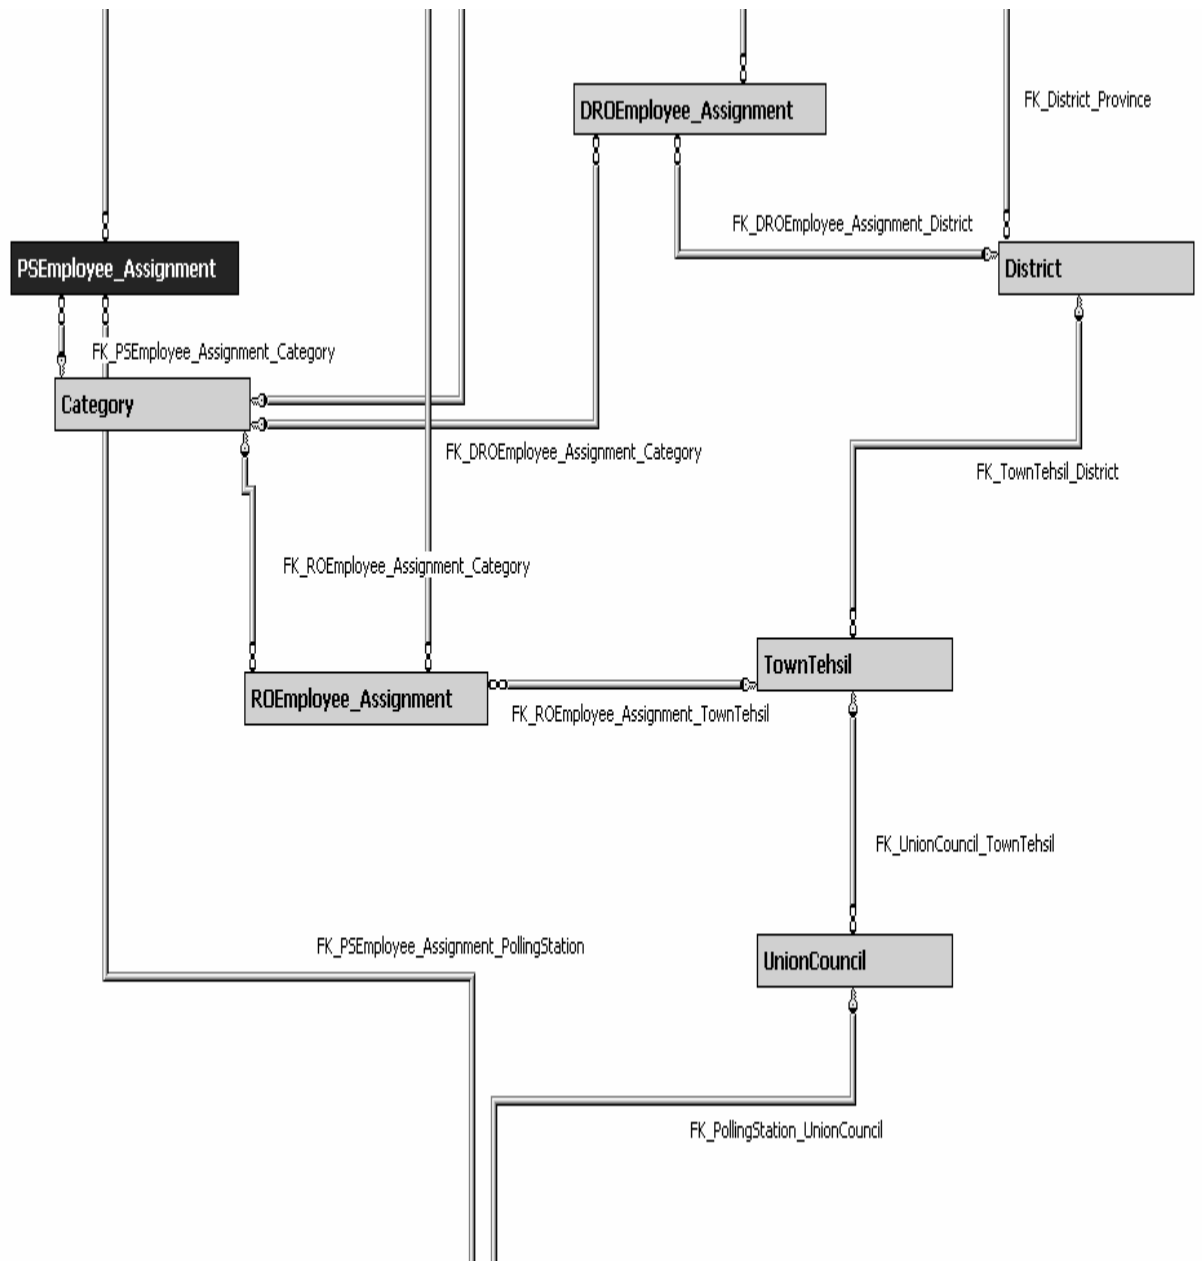 DROEmployee_Assignment
FK_District_Province
FK_DROEmployee_Assignment_District
PSEmployee_Assignment
District
FK_PSEmployee_Assignment_Category
Category
FK_DROEmployee_Assignment_Category
FK_TownTehsil_District
FK_ROEmployee_Assignment_Category
TownTehsil
ROEmployee_Assignment
FK_ROEmployee_Assignment_TownTehsil
FK_UnionCouncil_TownTehsil
FK_PSEmployee_Assignment_PollingStation
UnionCouncil
FK_PollingStation_UnionCouncil